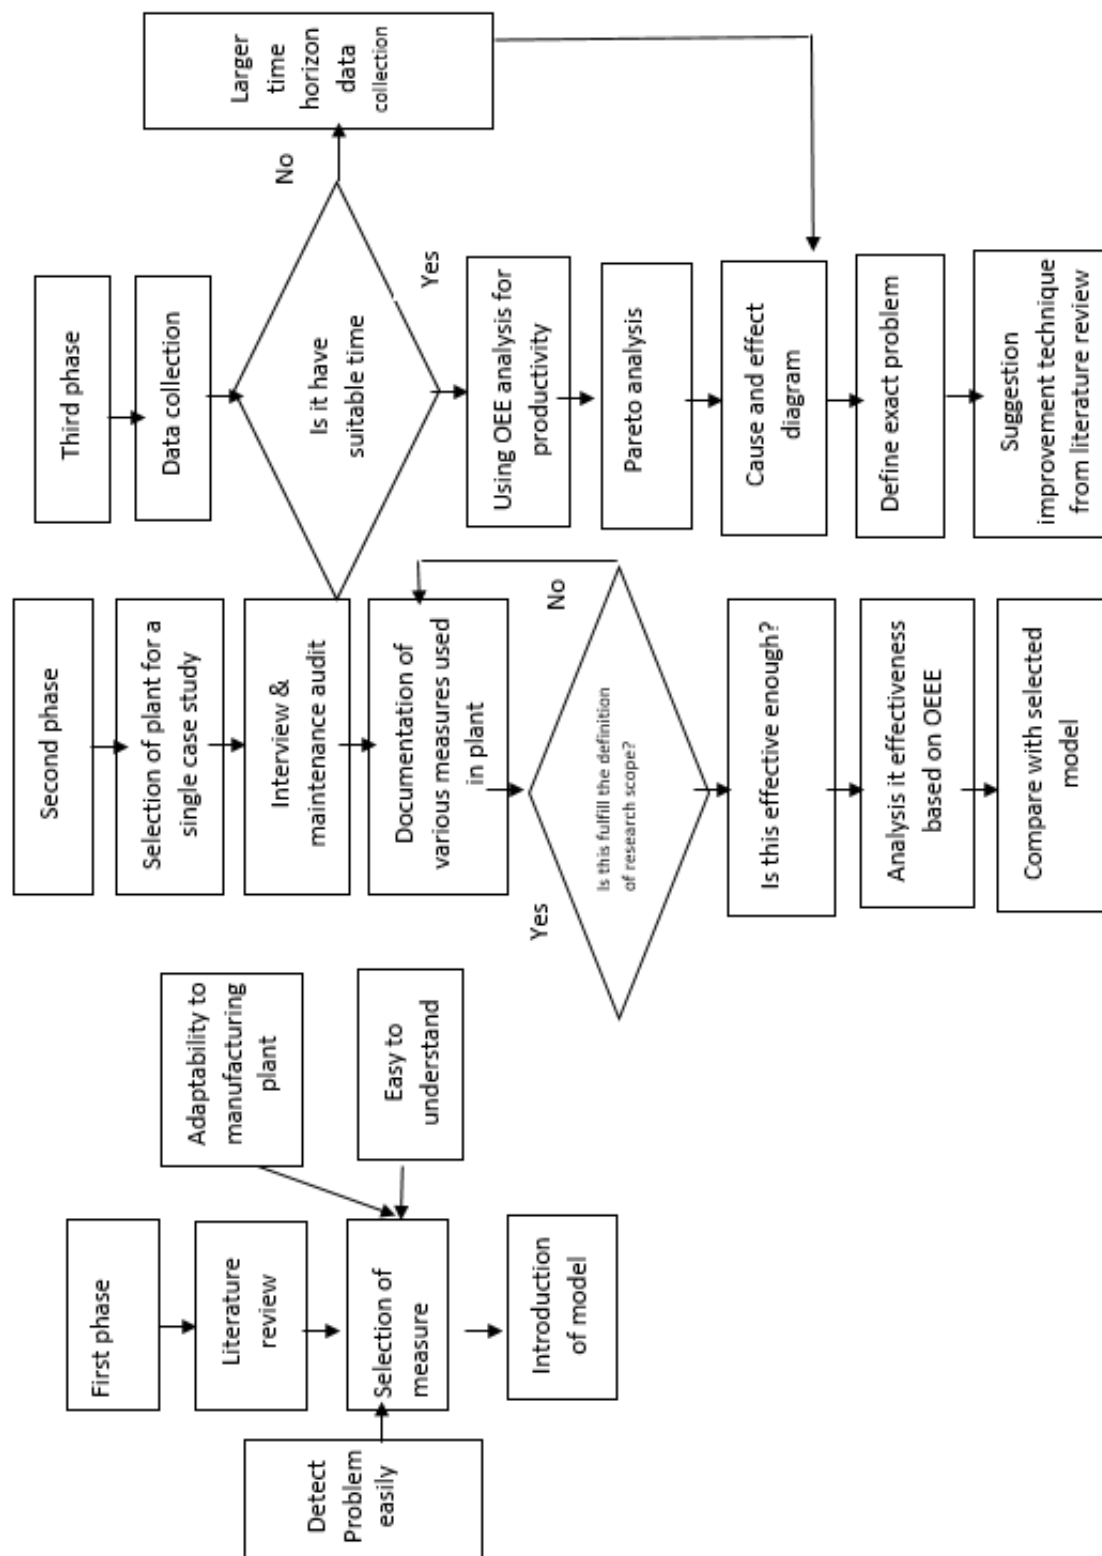 First phase
Literature
review
Detect
Problem
easily
Selection of
measure
Adaptability to
manufacturing
plant
Easy to
understand
Introduction
of model
Second phase
Selection of plant for a
single case study
Interview &
maintenance audit
Documentation of
various measures used
in plant
Yes
No
Is this fulfill the definition
of research scope?
Is this effective enough?
Analysis it effectiveness
based on OEEE
Compare with selected
model
Third phase
Data collection
Is it have
suitable time
No
Larger
time
horizon
data
collection
Yes
Using OEE analysis for
productivity
Pareto analysis
Cause and effect
diagram
Define exact problem
Suggestion
improvement technique
from literature review